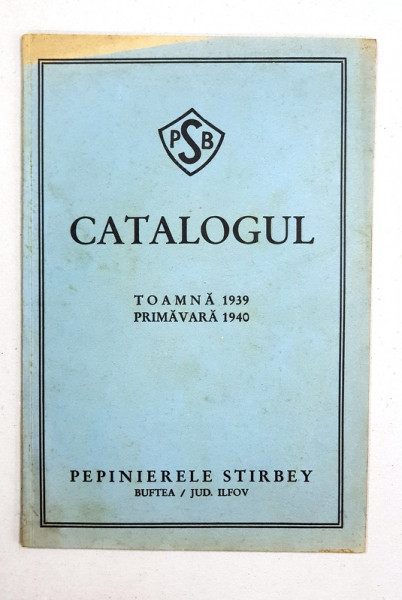 PSB
CATALOGUL
TOAMNĂ 1939
PRIMĂVARĂ 1940
PEPINIERELE STIRBEY
BUFTEA / JUD. ILFOV